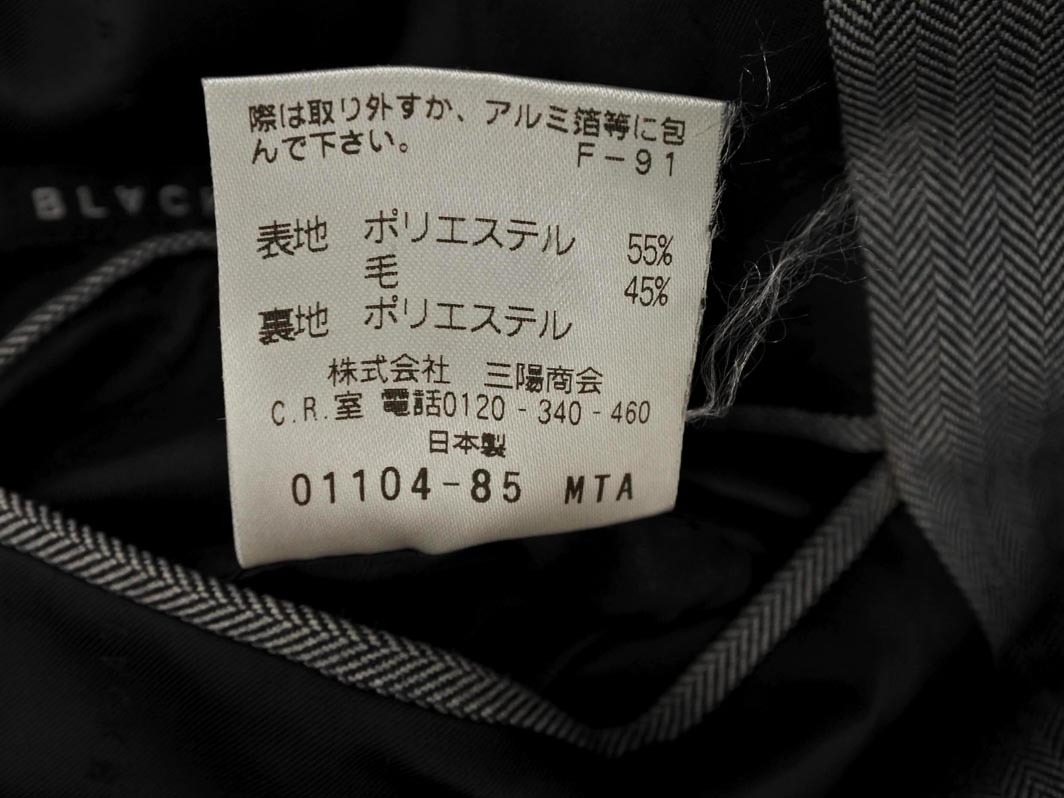 際は取り外すか、アルミ箔等に包
んで下さい。 F-91
BLACK
表地 ポリエステル 55%
毛 45%
裏地 ポリエステル
株式会社 三陽商会
C.R.室 電話0120-340-460
日本製
01104-85 MTA